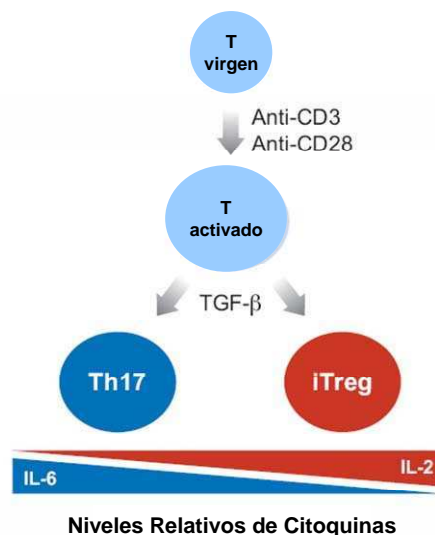 T
virgen
Anti-CD3
Anti-CD28
T
activado
TGF-β
Th17
iTreg
IL-2
IL-6
Niveles Relativos de Citoquinas